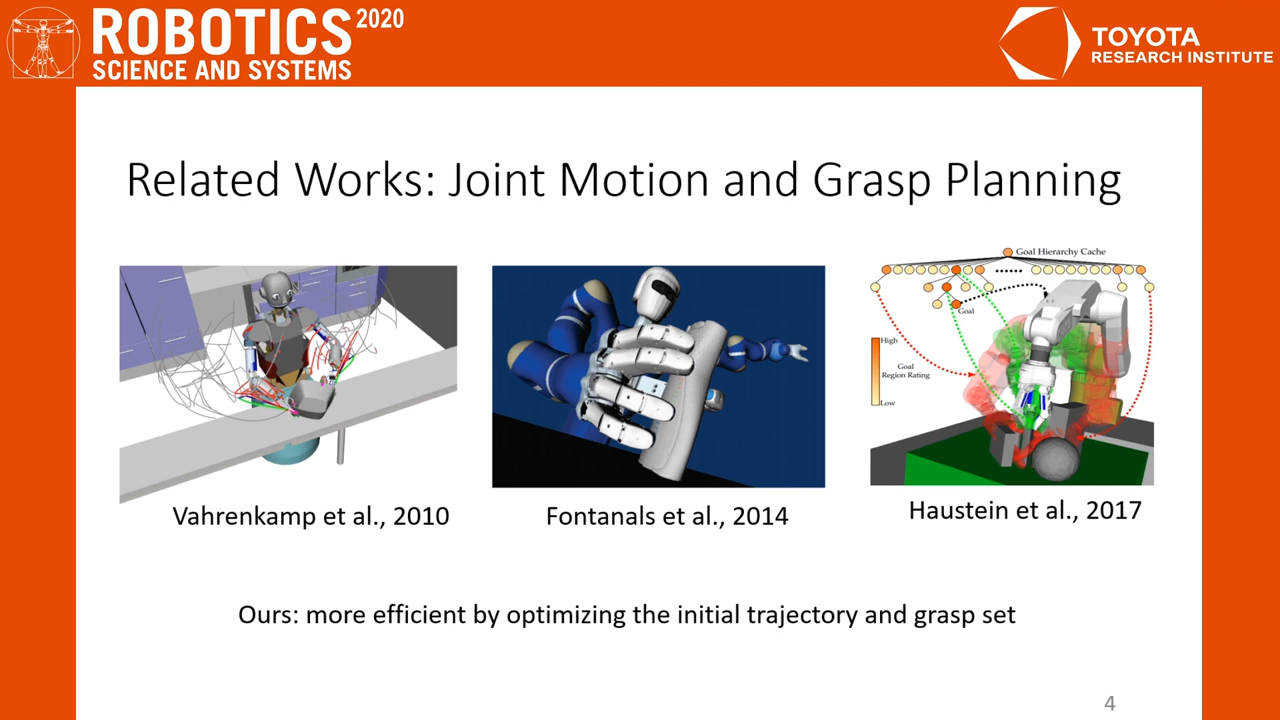 ROBOTICS 2020
SCIENCE AND SYSTEMS
TOYOTA
RESEARCH INSTITUTE
Related Works: Joint Motion and Grasp Planning
Goal Hierarchy Cache
Goal
High
Goal
Region Rating
Low
Vahrenkamp et al., 2010
Fontanals et al., 2014
Haustein et al., 2017
Ours: more efficient by optimizing the initial trajectory and grasp set
4